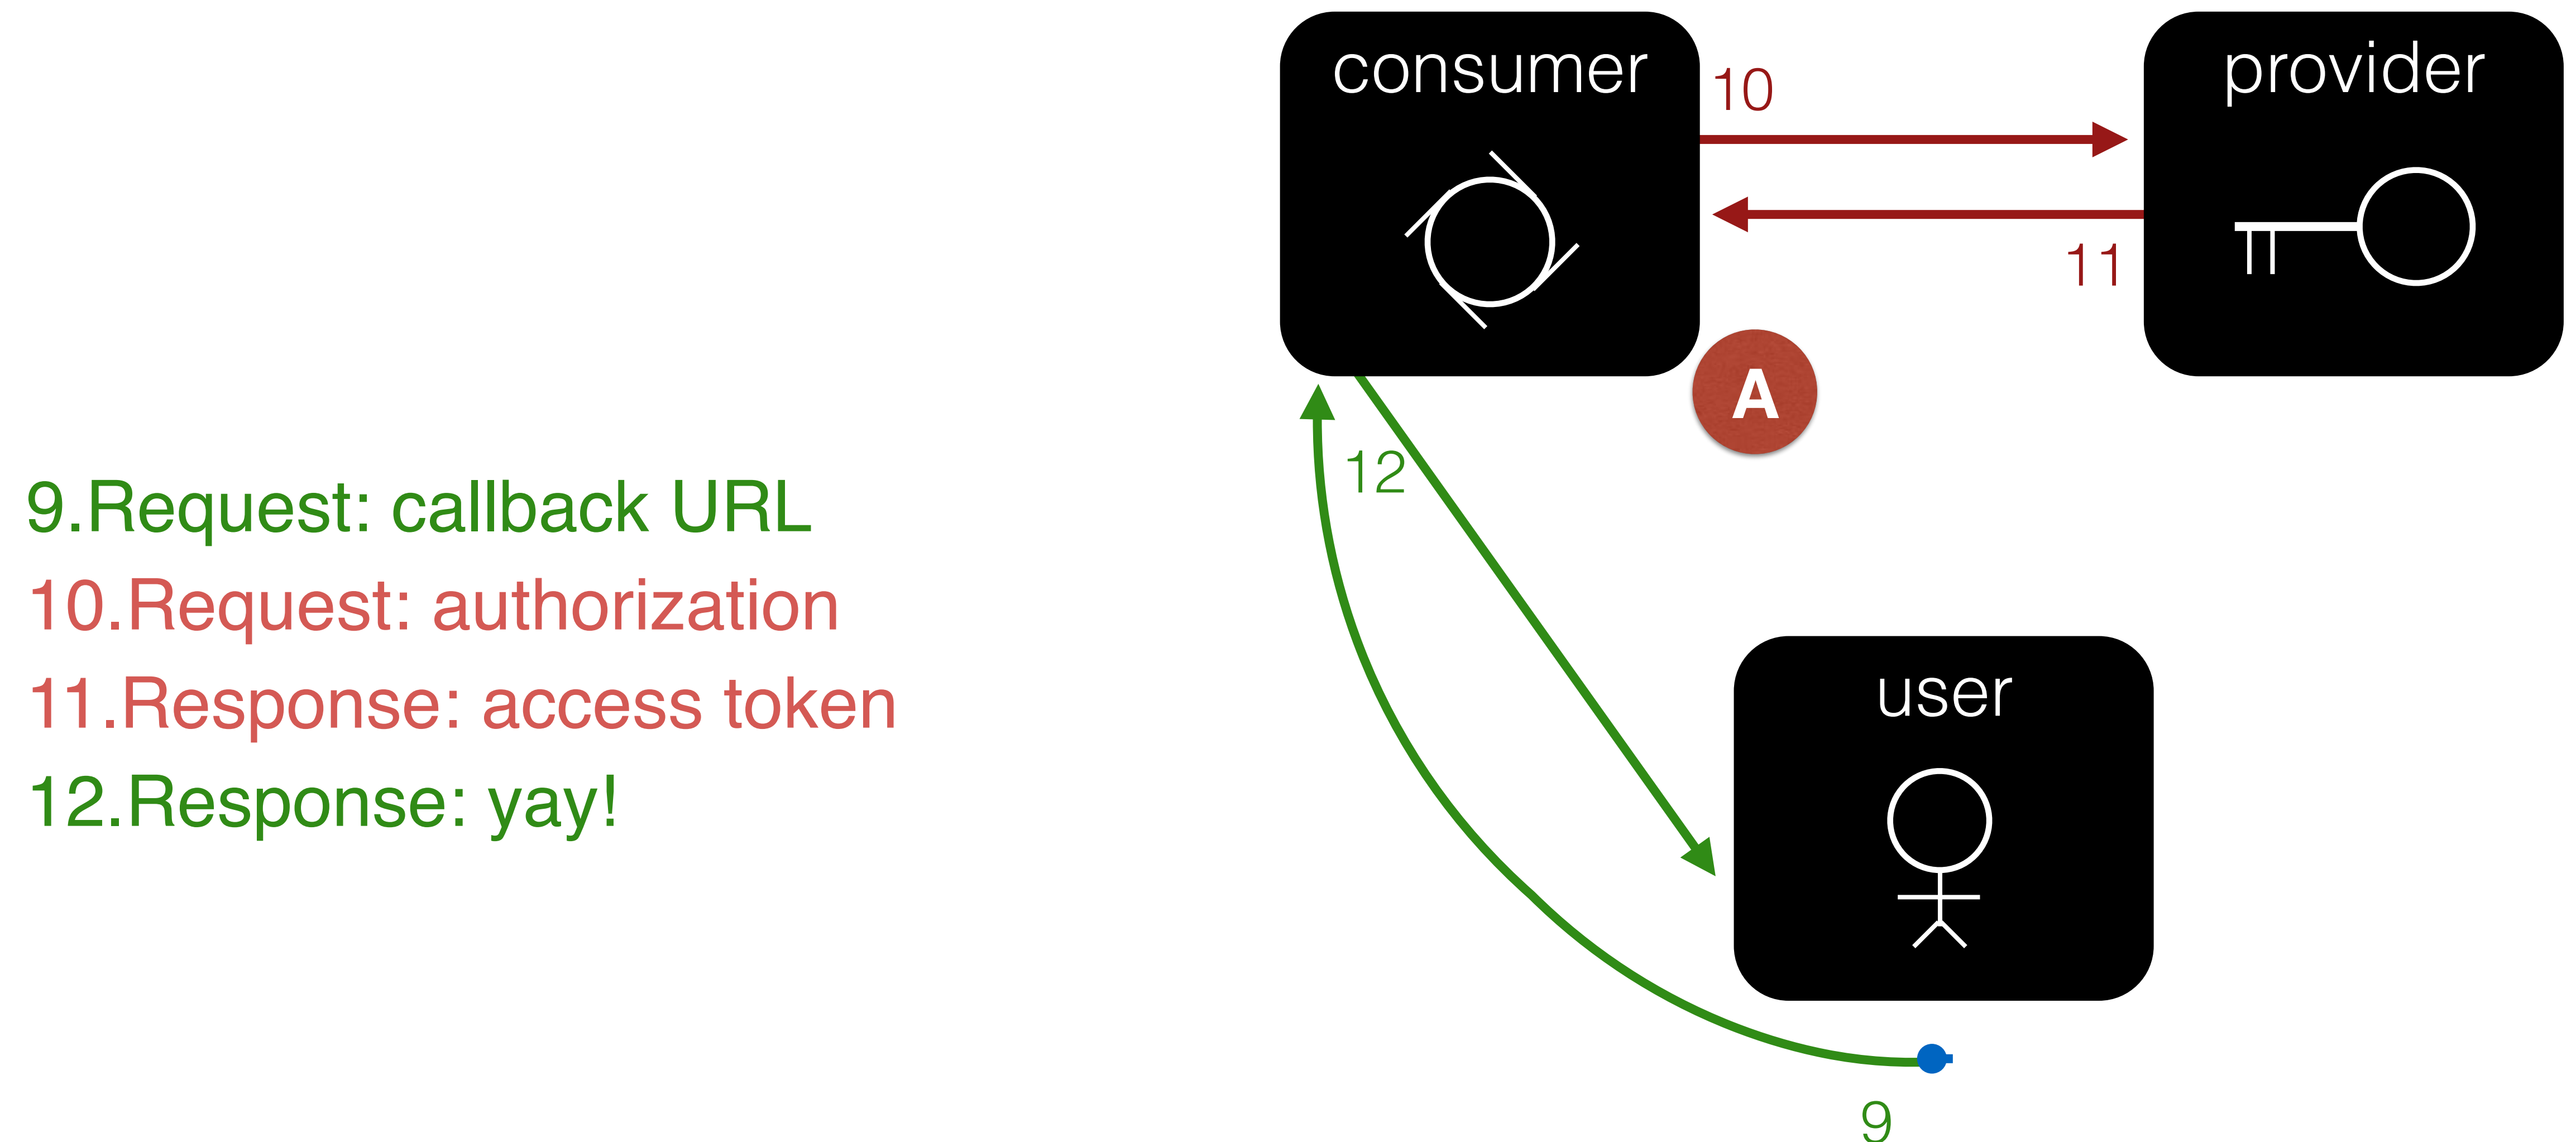 consumer
provider
10
11
A
12
9.Request: callback URL
10.Request: authorization
11.Response: access token
12.Response: yay!
user
9